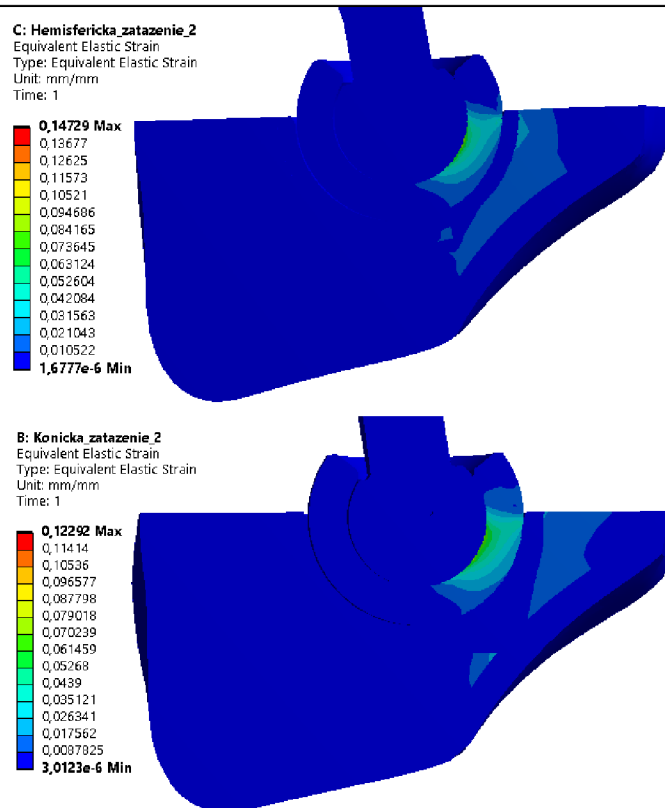 C: Hemisfericka_zatazenie_2
Equivalent Elastic Strain
Type: Equivalent Elastic Strain
Unit: mm/mm
Time: 1
0,14729 Max
0,13677
0,12625
0,11573
0,10521
0,094686
0,084165
0,073645
0,063124
0,052604
0,042084
0,031563
0,021043
0,010522
1,6777e-6 Min
B: Konicka_zatazenie_2
Equivalent Elastic Strain
Type: Equivalent Elastic Strain
Unit: mm/mm
Time: 1
0,12292 Max
0,11414
0,10536
0,096577
0,087798
0,079018
0,070239
0,061459
0,05268
0,0439
0,035121
0,026341
0,017562
0,0087825
3,0123e-6 Min